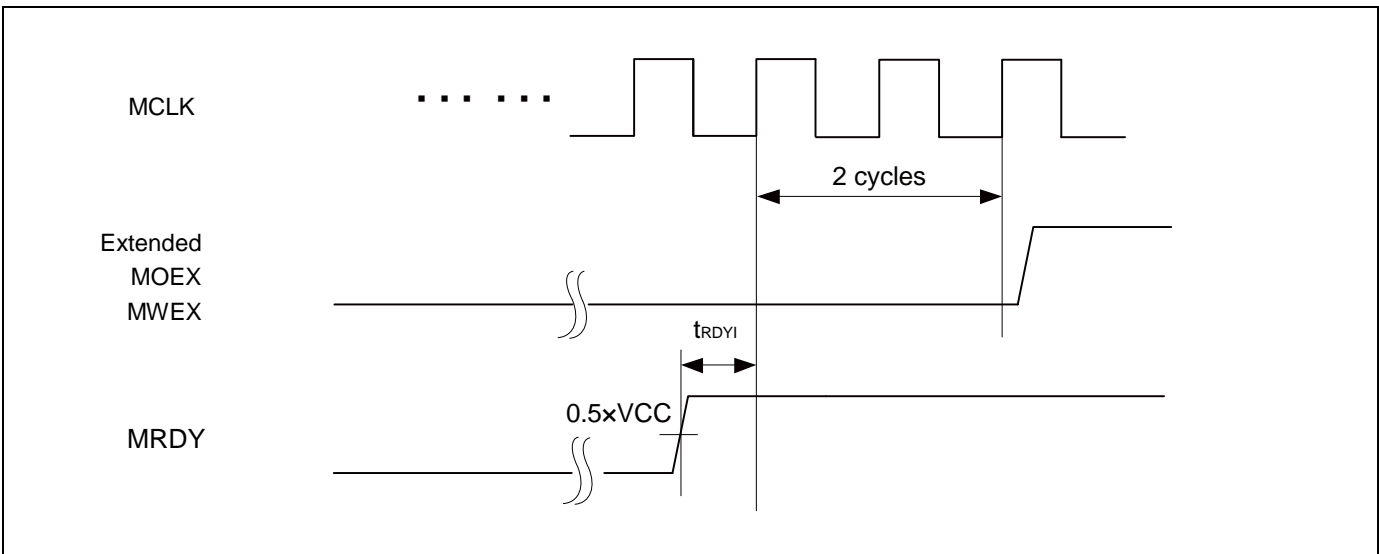 MCLK
2 cycles
Extended
MOEX
MWEX
tRDYI
0.5×VCC
MRDY